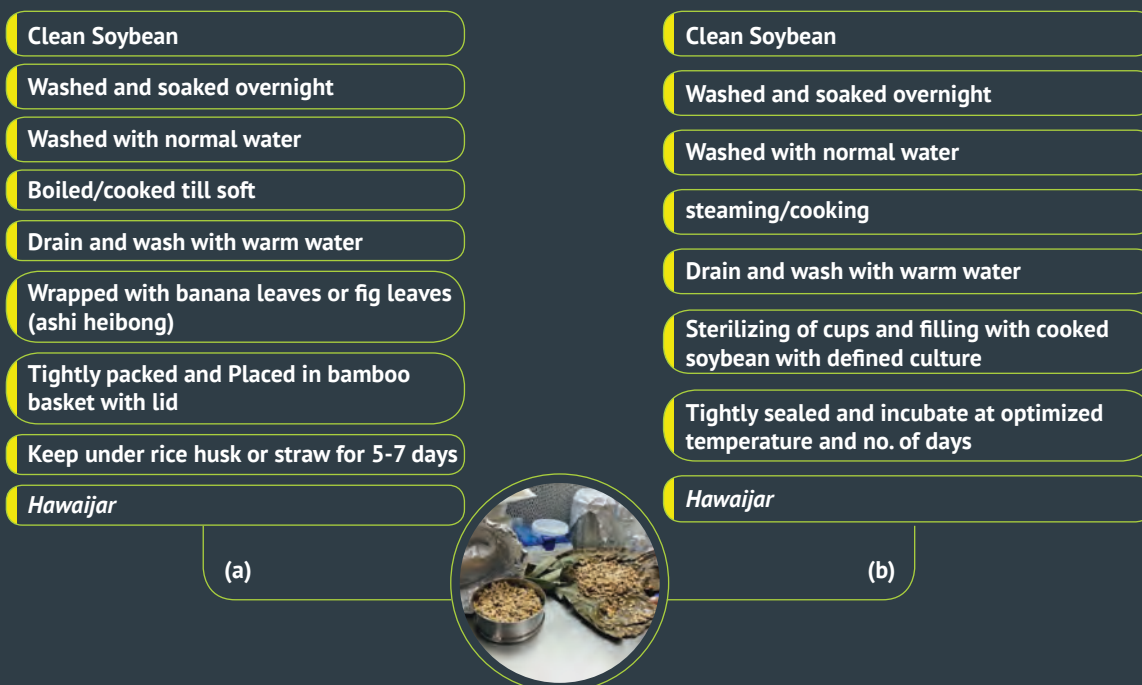 Clean Soybean
Washed and soaked overnight
Washed with normal water
Boiled/cooked till soft
Drain and wash with warm water
Wrapped with banana leaves or fig leaves
(ashi heibong)
Tightly packed and Placed in bamboo
basket with lid
Keep under rice husk or straw for 5-7 days
Hawaijar
(a)
Clean Soybean
Washed and soaked overnight
Washed with normal water
steaming/cooking
Drain and wash with warm water
Sterilizing of cups and filling with cooked
soybean with defined culture
Tightly sealed and incubate at optimized
temperature and no. of days
Hawaijar
(b)